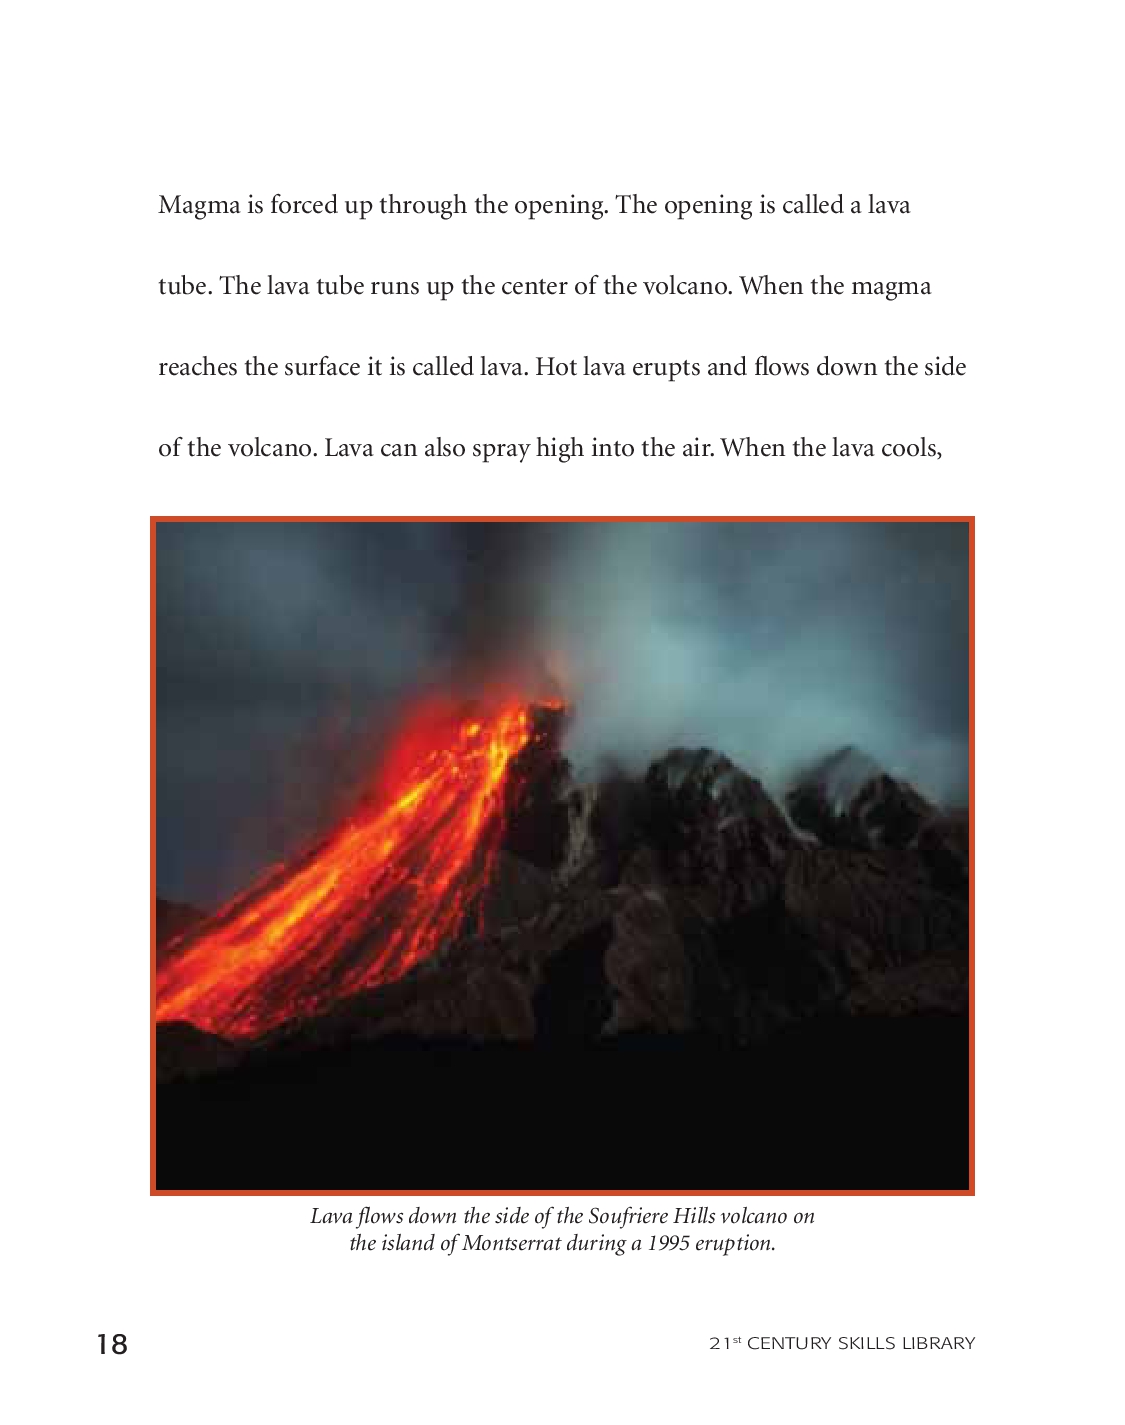 Magma is forced up through the opening. The opening is called a lava
tube. The lava tube runs up the center of the volcano. When the magma
reaches the surface it is called lava. Hot lava erupts and flows down the side
of the volcano. Lava can also spray high into the air. When the lava cools,
Lava flows down the side of the Soufriere Hills volcano on
the island of Montserrat during a 1995 eruption.
18
21st CENTURY SKILLS LIBRARY